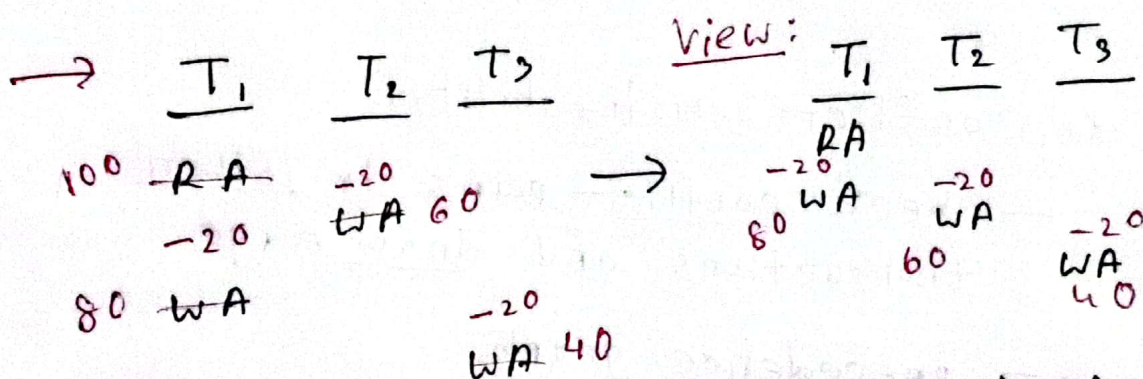 → T₁ T₂ T₃
100 RA -20
WA 60
-20
80 WA -20
WA 40
View: T₁ T₂ T₃
→ RA
-20 -20
WA WA -20
80 60 WA
40